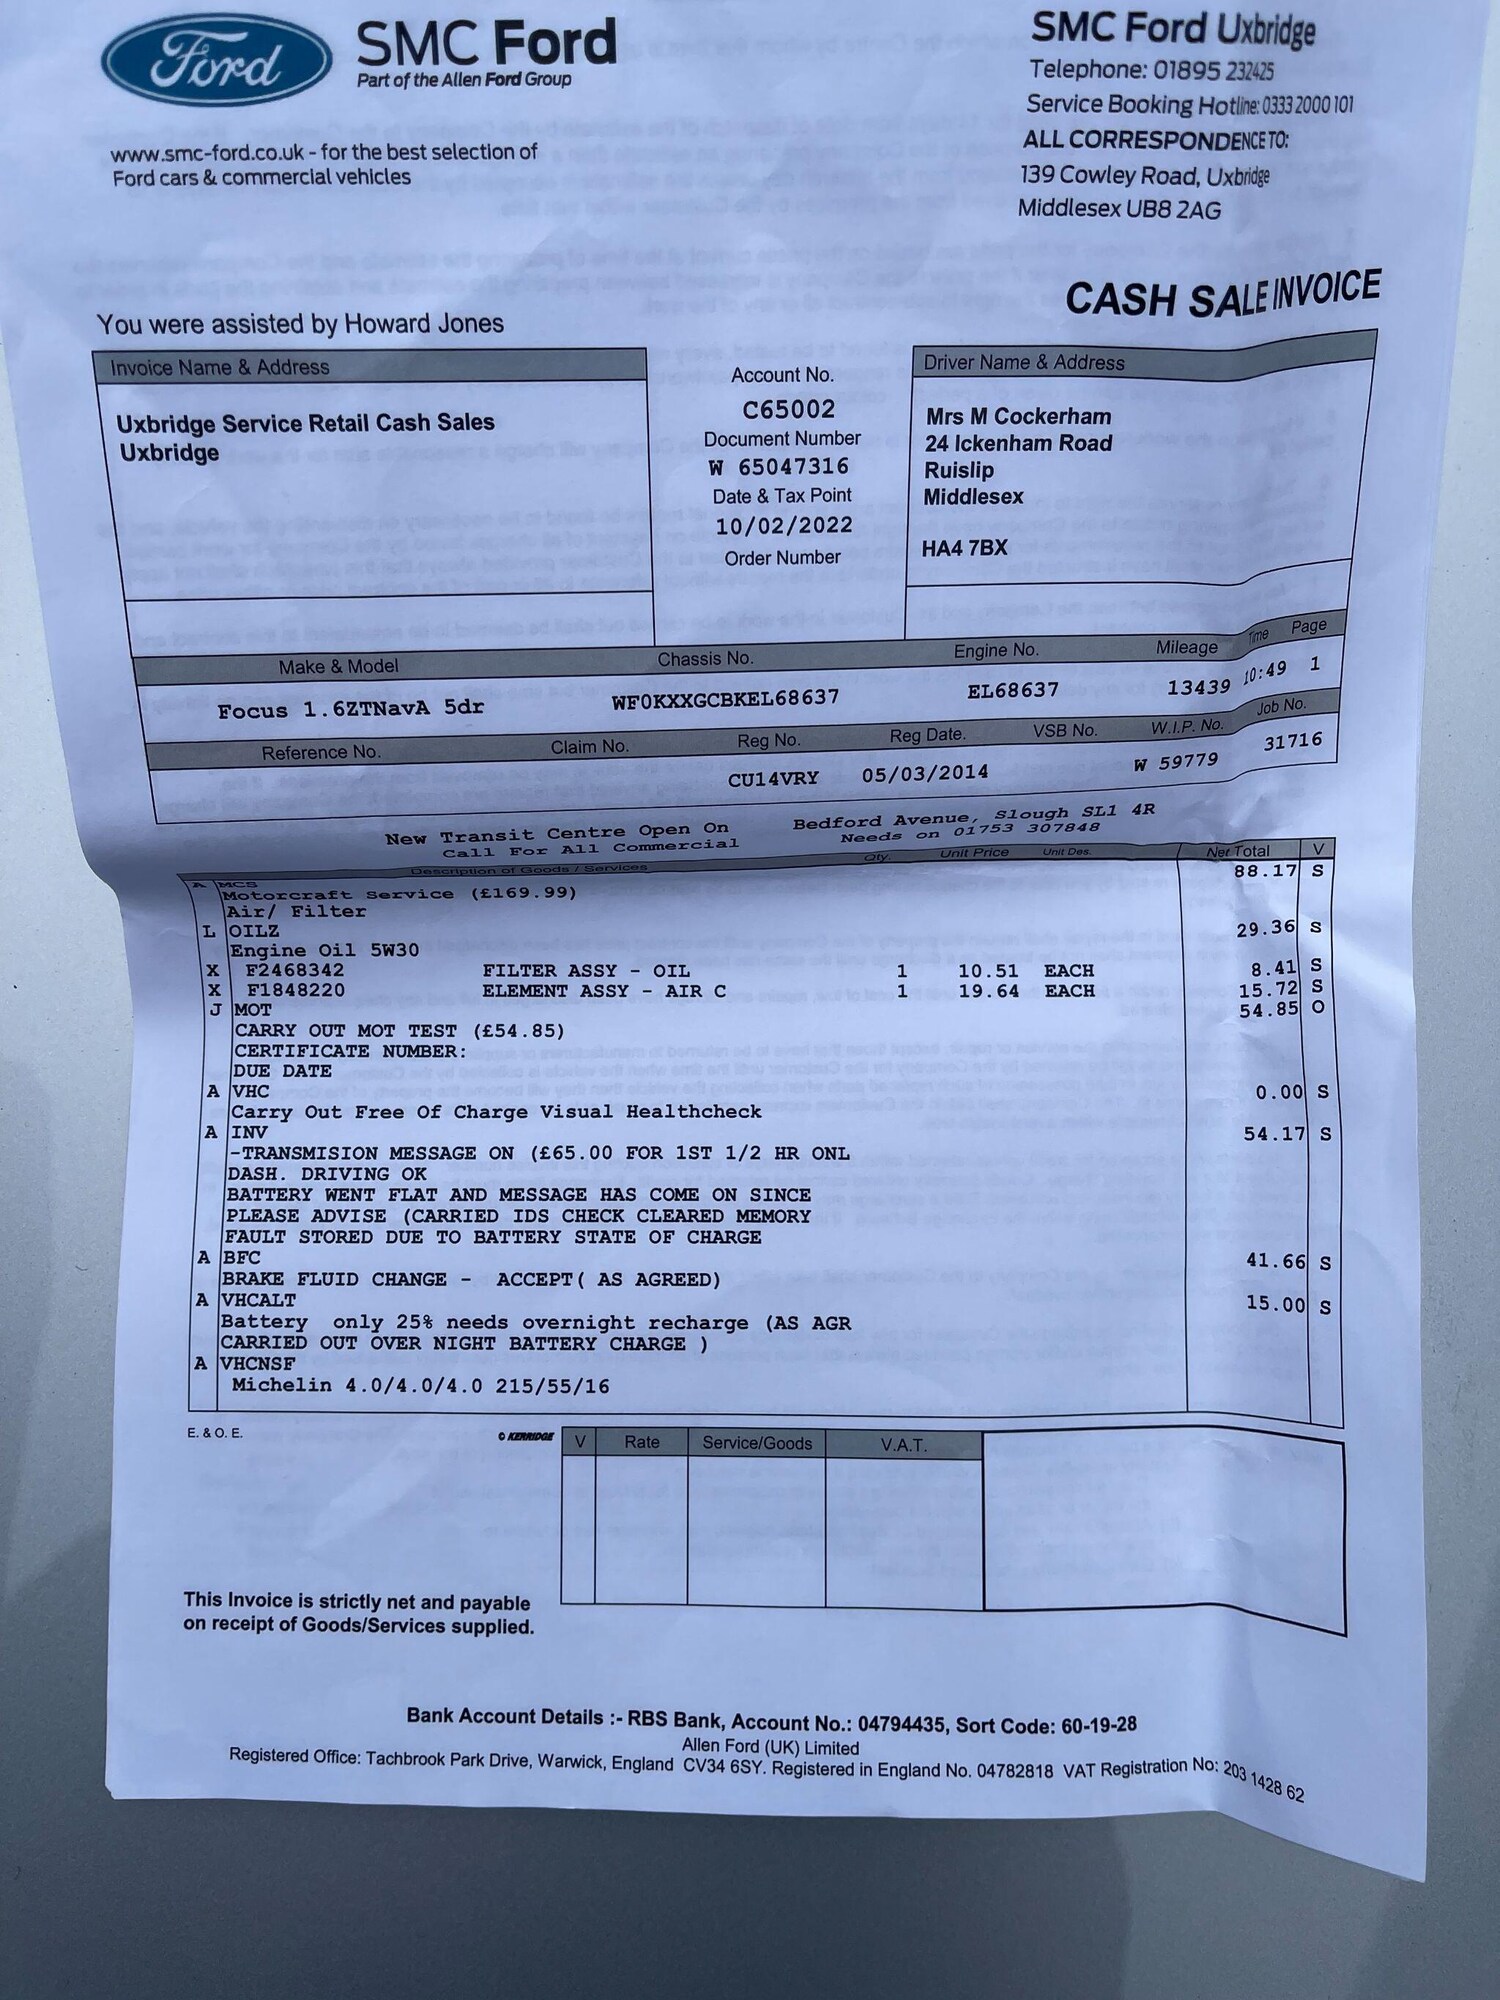 Ford
SMC Ford
Part of the Allen Ford Group
www.smc-ford.co.uk - for the best selection of
Ford cars & commercial vehicles
SMC Ford Uxbridge
Telephone: 01895 232425
Service Booking Hotline: 0333 2000 101
ALL CORRESPONDENCE TO:
139 Cowley Road, Uxbridge
Middlesex UB8 2AG
CASH SALE INVOICE
You were assisted by Howard Jones
Invoice Name & Address
Uxbridge Service Retail Cash Sales
Uxbridge
Account No.
C65002
Document Number
W 65047316
Date & Tax Point
10/02/2022
Order Number
Driver Name & Address
Mrs M Cockerham
24 Ickenham Road
Ruislip
Middlesex
HA4 7BX
Make & Model Chassis No. Engine No. Mileage Time Page
Focus 1.6ZTNavA 5dr WF0KXXGCBKEL68637 EL68637 13439 10:49 1
Reference No. Claim No. Reg No. Reg Date. VSB No. W.I.P. No. Job No.
CU14VRY 05/03/2014 W 59779 31716
New Transit Centre Open On Bedford Avenue, Slough SL1 4R
Call For All Commercial Needs on 01753 307848
Description of Goods / Services Qty. Unit Price Unit Des. Net Total V
A MCS 88.17 S
Motorcraft Service (£169.99)
Air/ Filter
L OILZ 29.36 S
Engine Oil 5W30
X F2468342 FILTER ASSY - OIL 1 10.51 EACH 8.41 S
X F1848220 ELEMENT ASSY - AIR C 1 19.64 EACH 15.72 S
J MOT 54.85 O
CARRY OUT MOT TEST (£54.85)
CERTIFICATE NUMBER:
DUE DATE
A VHC 0.00 S
Carry Out Free Of Charge Visual Healthcheck
A INV 54.17 S
-TRANSMISION MESSAGE ON (£65.00 FOR 1ST 1/2 HR ONL
DASH. DRIVING OK
BATTERY WENT FLAT AND MESSAGE HAS COME ON SINCE
PLEASE ADVISE (CARRIED IDS CHECK CLEARED MEMORY
FAULT STORED DUE TO BATTERY STATE OF CHARGE
A BFC 41.66 S
BRAKE FLUID CHANGE - ACCEPT( AS AGREED)
A VHCALT 15.00 S
Battery only 25% needs overnight recharge (AS AGR
CARRIED OUT OVER NIGHT BATTERY CHARGE )
A VHCNSF
Michelin 4.0/4.0/4.0 215/55/16
E. & O. E.
© KERRIDGE
V Rate Service/Goods V.A.T.
This Invoice is strictly net and payable
on receipt of Goods/Services supplied.
Bank Account Details :- RBS Bank, Account No.: 04794435, Sort Code: 60-19-28
Allen Ford (UK) Limited
Registered Office: Tachbrook Park Drive, Warwick, England CV34 6SY. Registered in England No. 04782818 VAT Registration No: 203 1428 62